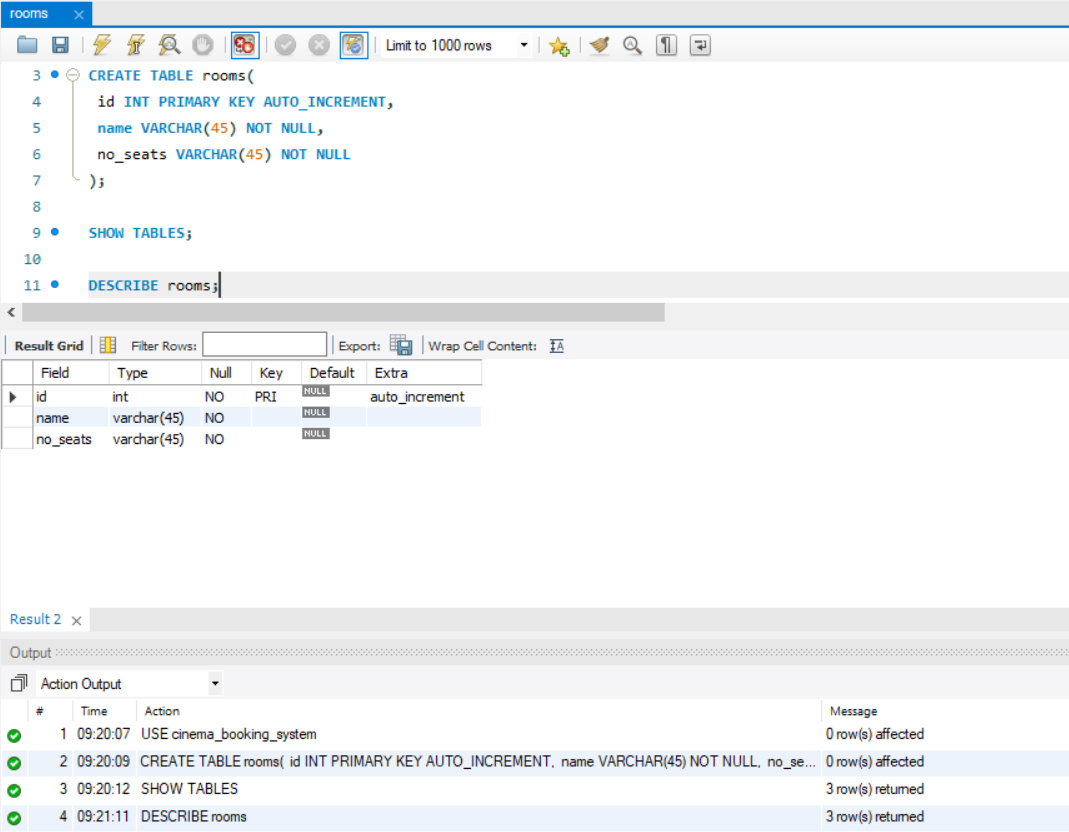 rooms
Limit to 1000 rows
3 CREATE TABLE rooms(
4 id INT PRIMARY KEY AUTO_INCREMENT,
5 name VARCHAR(45) NOT NULL,
6 no_seats VARCHAR(45) NOT NULL
7 );
8
9 SHOW TABLES;
10
11 DESCRIBE rooms;
Result Grid Filter Rows: Export: Wrap Cell Content: IA
Field Type Null Key Default Extra
id int NO PRI NULL auto_increment
name varchar(45) NO NULL
no_seats varchar(45) NO NULL
Result 2
Output
Action Output
# Time Action Message
1 09:20:07 USE cinema_booking_system 0 row(s) affected
2 09:20:09 CREATE TABLE rooms( id INT PRIMARY KEY AUTO_INCREMENT, name VARCHAR(45) NOT NULL, no_se... 0 row(s) affected
3 09:20:12 SHOW TABLES 3 row(s) returned
4 09:21:11 DESCRIBE rooms 3 row(s) returned